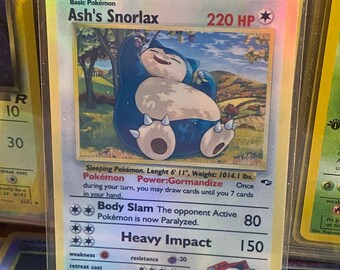 Basic Pokémon
Ash's Snorlax
220 HP
Sleeping Pokémon, Lenght 6' 11", Weight: 1014.1 lbs.
Pokémon Power:Gormandize Once
during your turn, you may draw cards until you 7 cards
in your hand.
Body Slam The opponent Active
Pokémon is now Paralyzed.
80
Heavy Impact
150
weakness
resistance
-30
retreat cost
R
10
30
30